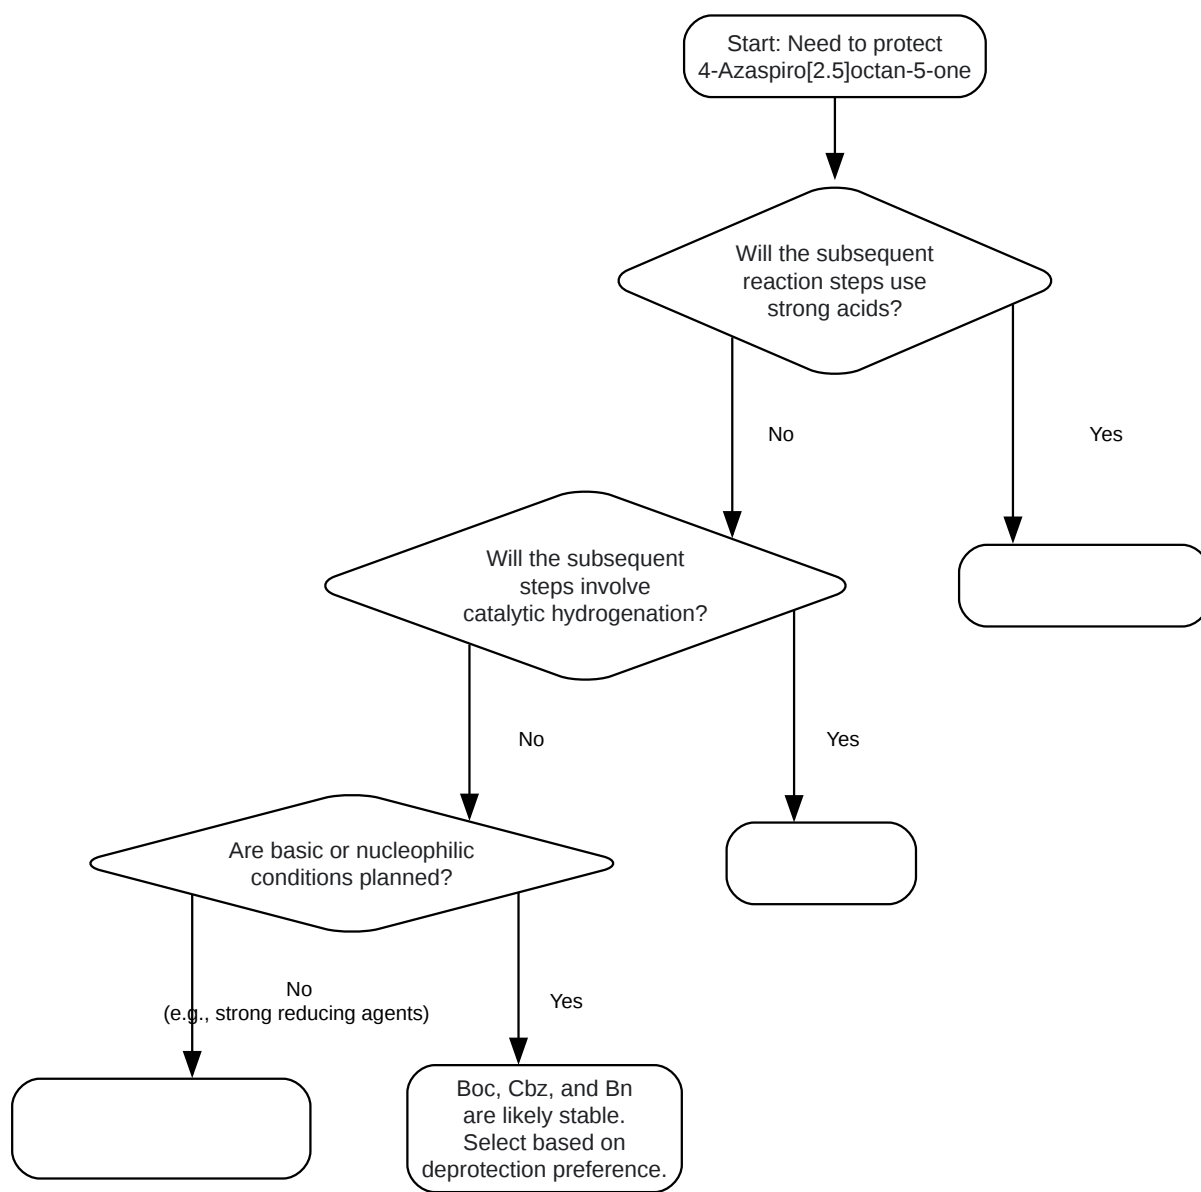 Start: Need to protect
4-Azaspiro[2.5]octan-5-one
Will the subsequent
reaction steps use
strong acids?
No
Yes
Will the subsequent
steps involve
catalytic hydrogenation?
No
Yes
Are basic or nucleophilic
conditions planned?
No
(e.g., strong reducing agents)
Yes
Boc, Cbz, and Bn
are likely stable.
Select based on
deprotection preference.